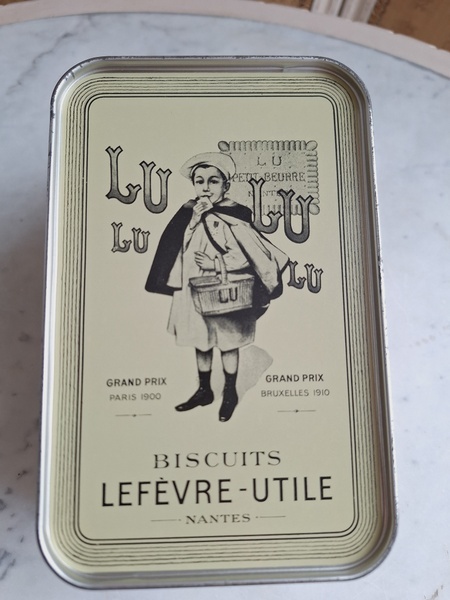 LU
LU
LU
PETIT-BEURRE
LU
LU
LU
GRAND PRIX
PARIS 1900
GRAND PRIX
BRUXELLES 1910
BISCUITS
LEFÈVRE-UTILE
NANTES